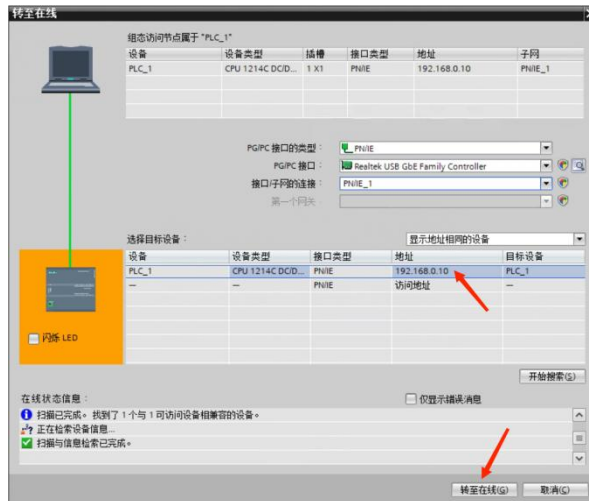 转至在线
组态访问节点属于 "PLC_1"
设备 设备类型 插槽 接口类型 地址 子网
PLC_1 CPU 1214C DC/D... 1 X1 PN/IE 192.168.0.10 PN/IE_1
PG/PC 接口的类型： PN/IE
PG/PC 接口： Realtek USB GbE Family Controller
接口/子网的连接： PN/IE_1
第一个网关：
选择目标设备： 显示地址相同的设备
设备 设备类型 接口类型 地址 目标设备
PLC_1 CPU 1214C DC/D... PN/IE 192.168.0.10 PLC_1
— — PN/IE 访问地址 —
闪烁 LED
开始搜索(S)
在线状态信息： 仅显示错误消息
扫描已完成。找到了 1 个与 1 可访问设备相兼容的设备。
正在检索设备信息...
扫描与信息检索已完成。
转至在线(G) 取消(C)